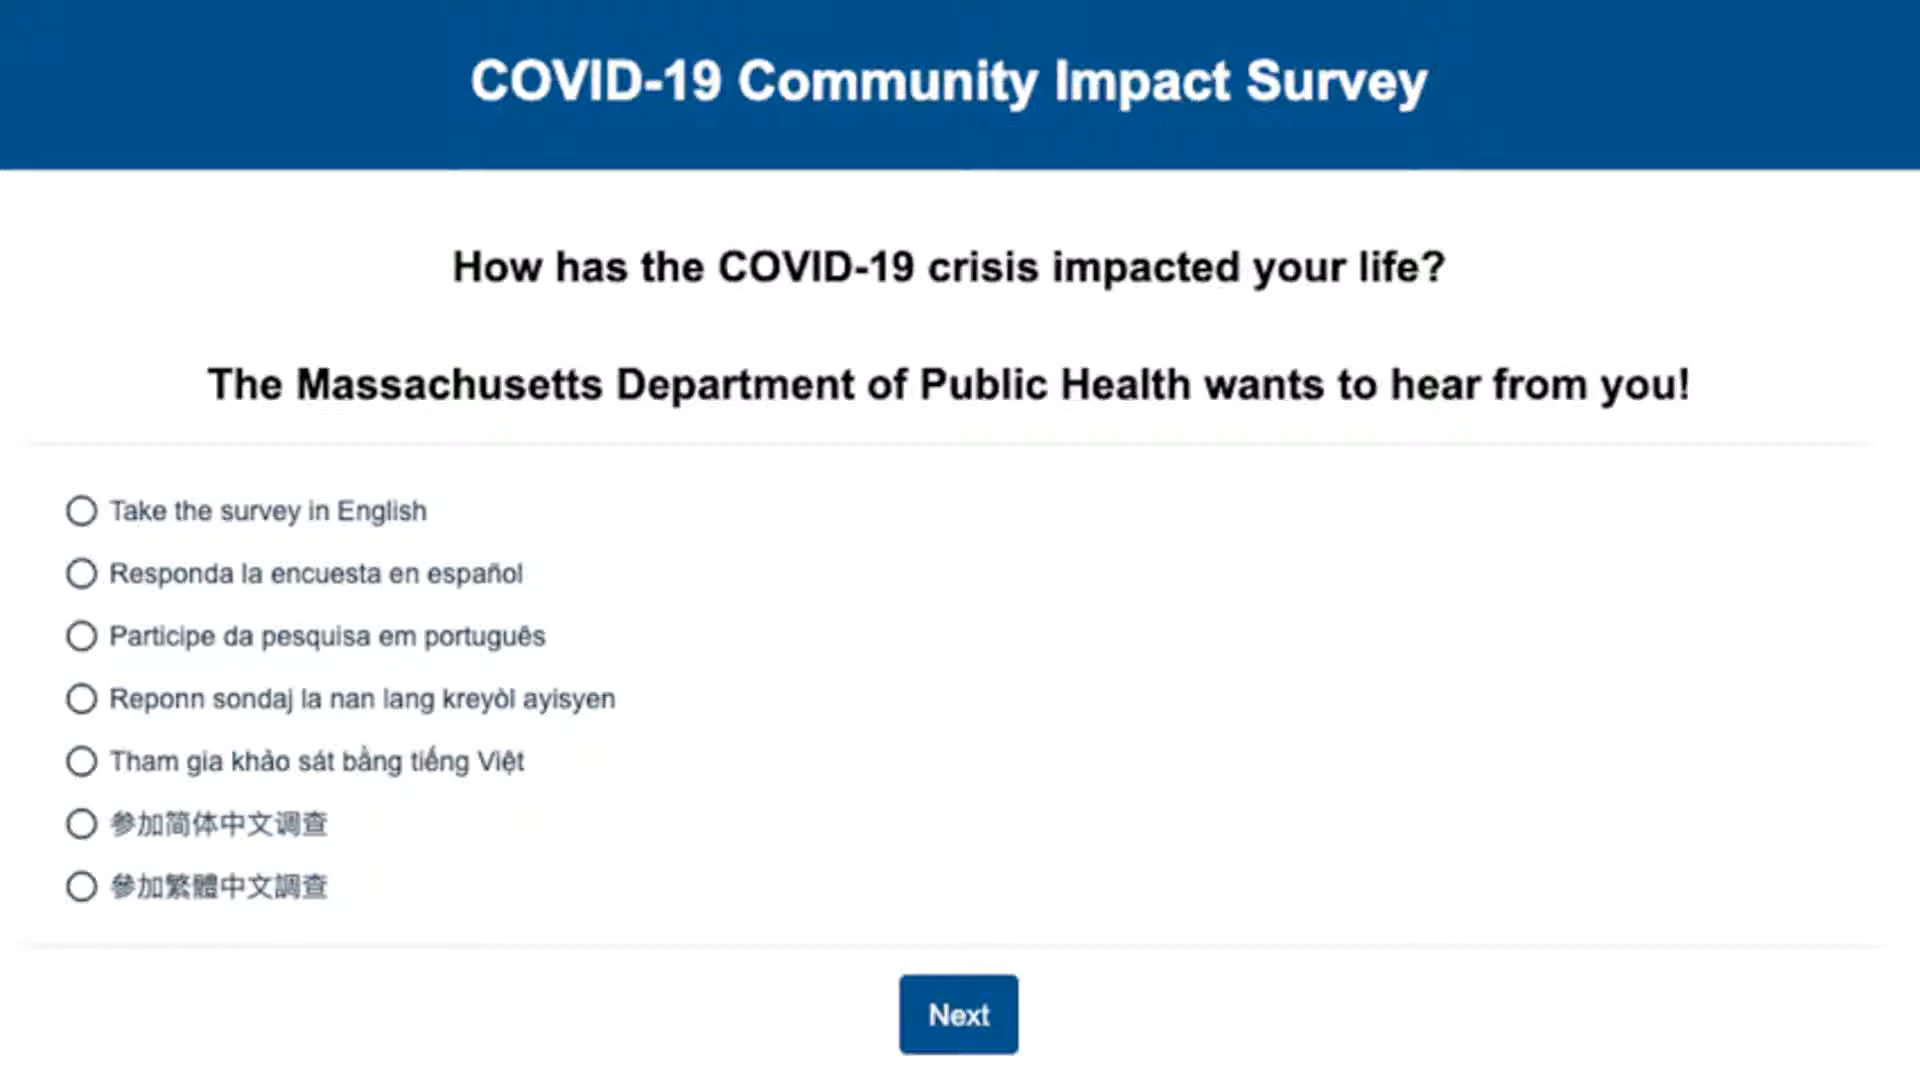 COVID-19 Community Impact Survey
How has the COVID-19 crisis impacted your life?
The Massachusetts Department of Public Health wants to hear from you!
Take the survey in English
Responda la encuesta en español
Participe da pesquisa em português
Reponn sondaj la nan lang kreyòl ayisyen
Tham gia khảo sát bằng tiếng Việt
参加简体中文调查
參加繁體中文調查
Next